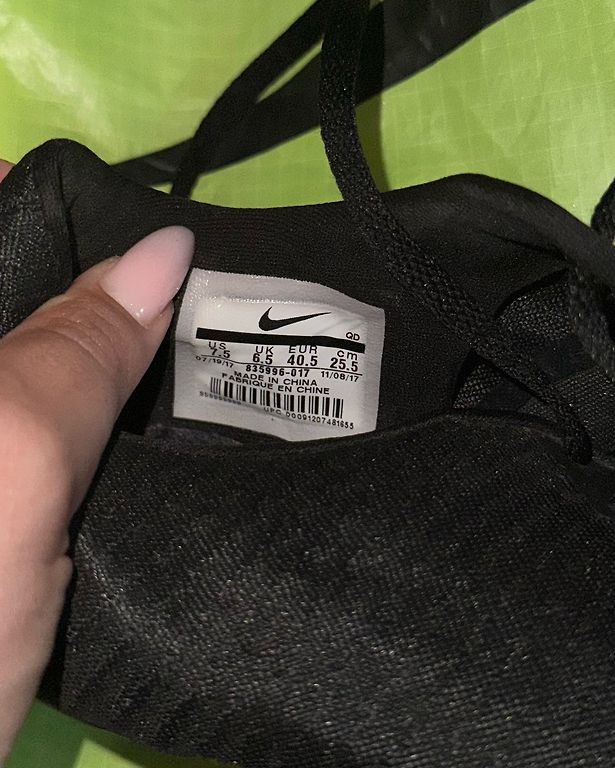 QD
US UK EUR cm
7.5 6.5 40.5 25.5
07/19/17 835996-017 11/08/17
MADE IN CHINA
FABRIQUE EN CHINE
UPC 00091207481655